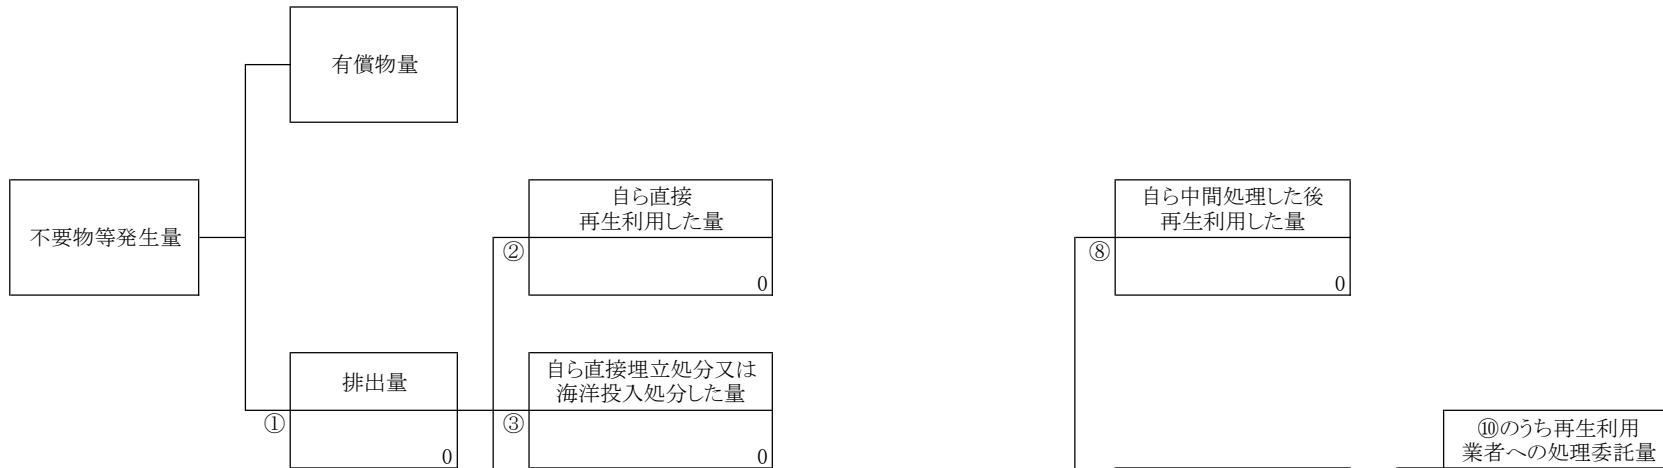 有償物量
不要物等発生量
自ら直接
再生利用した量
②
0
自ら中間処理した後
再生利用した量
⑧
0
排出量
①
0
自ら直接埋立処分又は
海洋投入処分した量
③
0
⑩のうち再生利用
業者への処理委託量